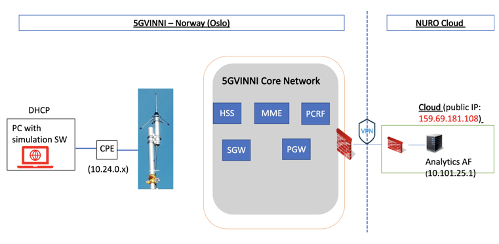 5GVINNI – Norway (Oslo)
NURO Cloud
5GVINNI Core Network
HSS
MME
PCRF
SGW
PGW
DHCP
PC with
simulation SW
CPE
(10.24.0.x)
VPN
Cloud (public IP:
159.69.181.108)
Analytics AF
(10.101.25.1)